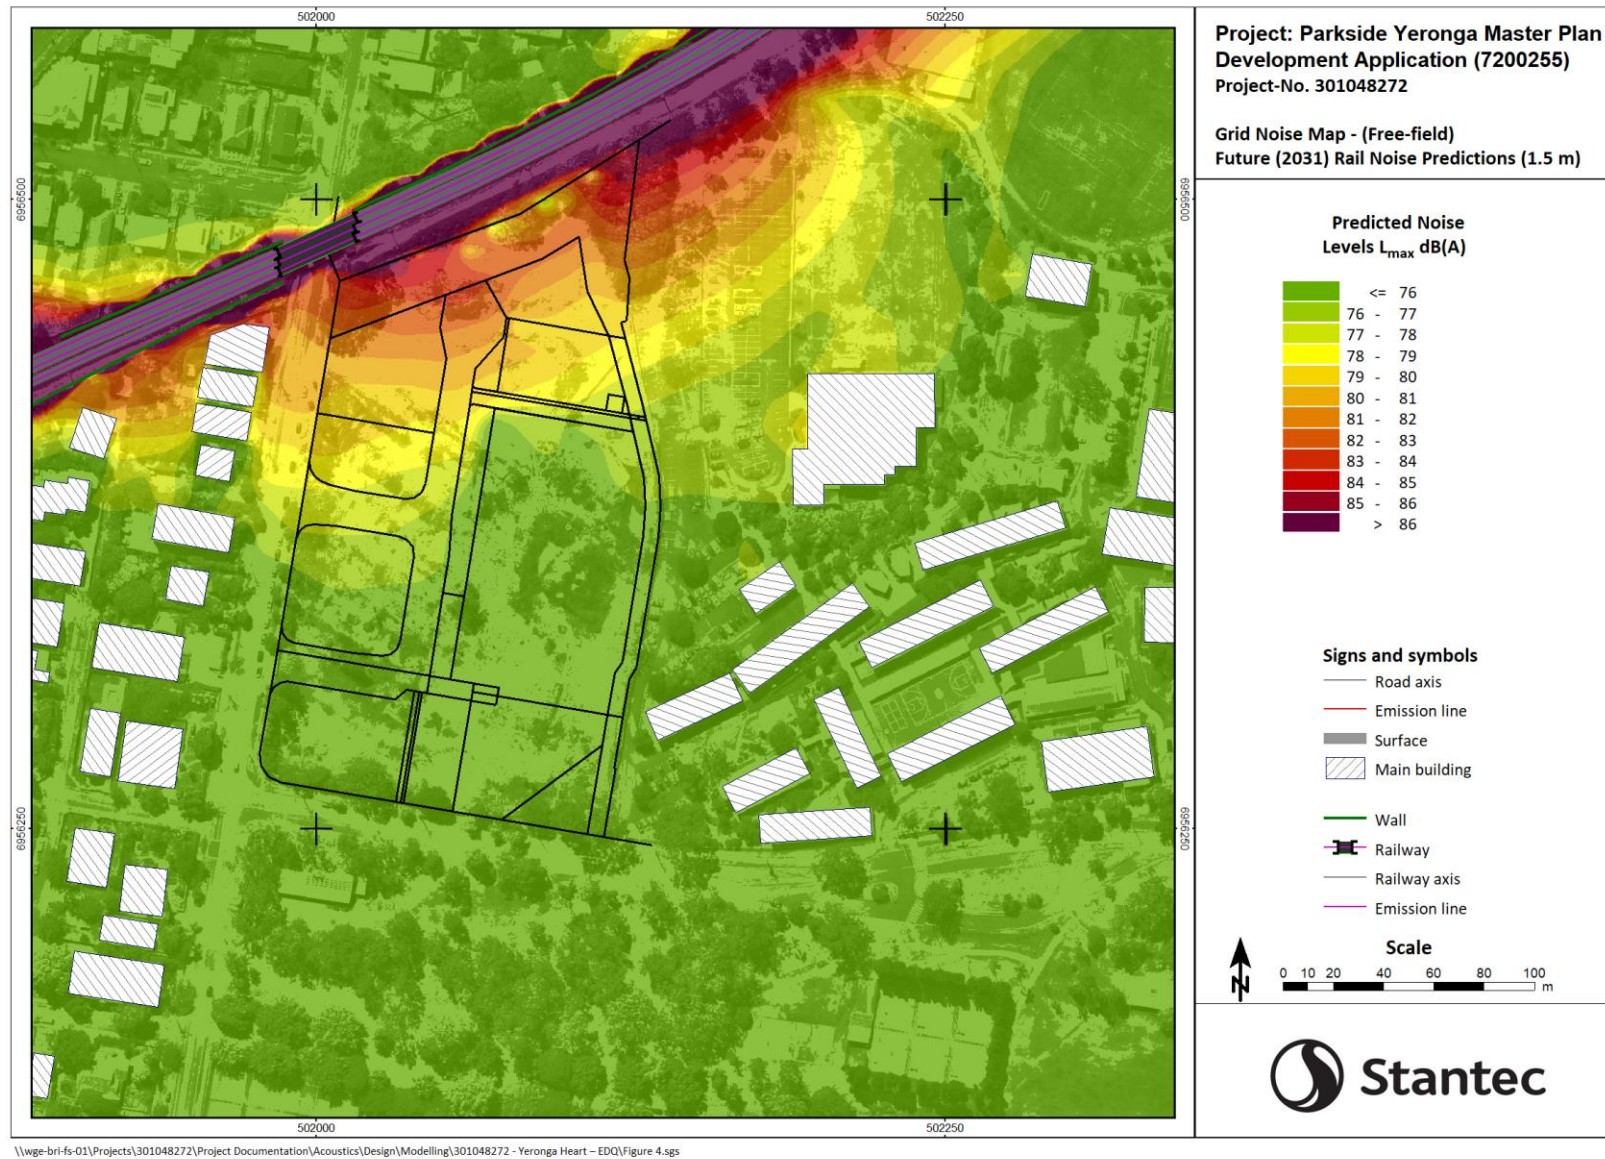 502000
502250
6956500
6956500
6956250
6956250
502000
502250
Project: Parkside Yeronga Master Plan
Development Application (7200255)
Project-No. 301048272
Grid Noise Map - (Free-field)
Future (2031) Rail Noise Predictions (1.5 m)
Predicted Noise
Levels Lmax dB(A)
<= 76
76 - 77
77 - 78
78 - 79
79 - 80
80 - 81
81 - 82
82 - 83
83 - 84
84 - 85
85 - 86
> 86
Signs and symbols
Road axis
Emission line
Surface
Main building
Wall
Railway
Railway axis
Emission line
N
Scale
0 10 20 40 60 80 100
m
Stantec
\\wge-bri-fs-01\Projects\301048272\Project Documentation\Acoustics\Design\Modelling\301048272 - Yeronga Heart – EDQ\Figure 4.sgs